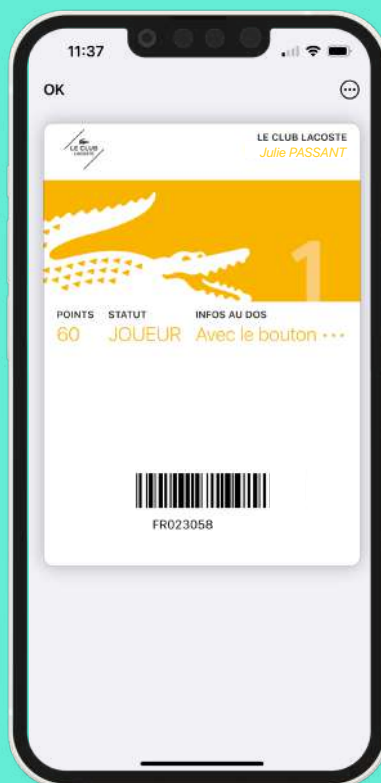 11:37
OK
LE CLUB
LACOSTE
LE CLUB LACOSTE
Julie PASSANT
1
POINTS STATUT INFOS AU DOS
60 JOUEUR Avec le bouton ···
FR023058